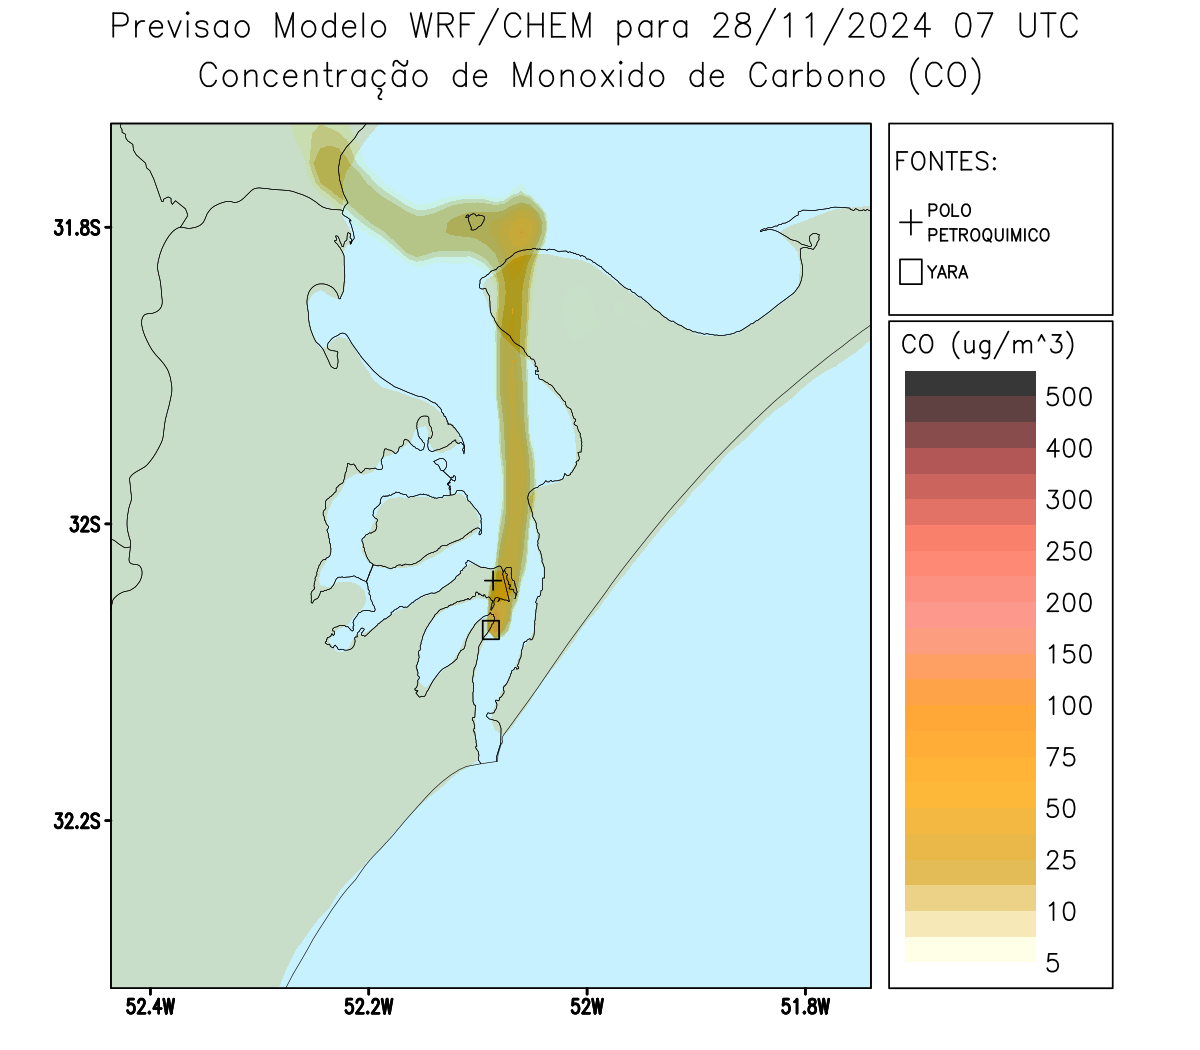 Previsao Modelo WRF/CHEM para 28/11/2024 07 UTC
Concentração de Monoxido de Carbono (CO)
FONTES:
POLO
PETROQUIMICO
YARA
CO (ug/m^3)
500
400
300
250
200
150
100
75
50
25
10
5
31.8S
32S
32.2S
52.4W
52.2W
52W
51.8W